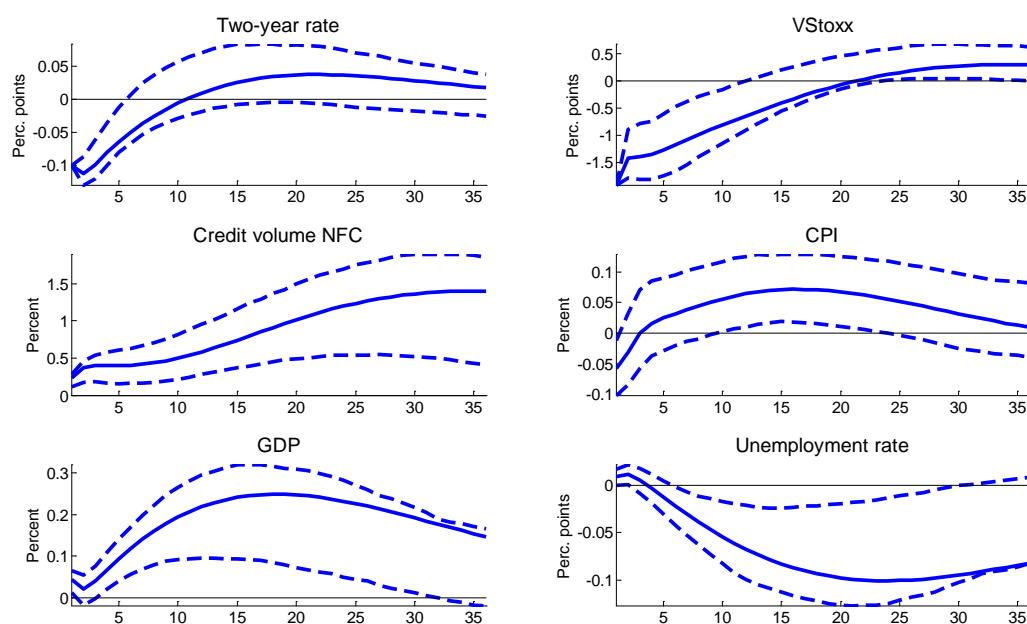 Two-year rate
Perc. points
0.05
0
-0.05
-0.1
5 10 15 20 25 30 35
VStoxx
Perc. points
0.5
0
-0.5
-1
-1.5
5 10 15 20 25 30 35
Credit volume NFC
Percent
1.5
1
0.5
0
5 10 15 20 25 30 35
CPI
Percent
0.1
0.05
0
-0.05
-0.1
5 10 15 20 25 30 35
GDP
Percent
0.3
0.2
0.1
0
5 10 15 20 25 30 35
Unemployment rate
Perc. points
0
-0.05
-0.1
5 10 15 20 25 30 35